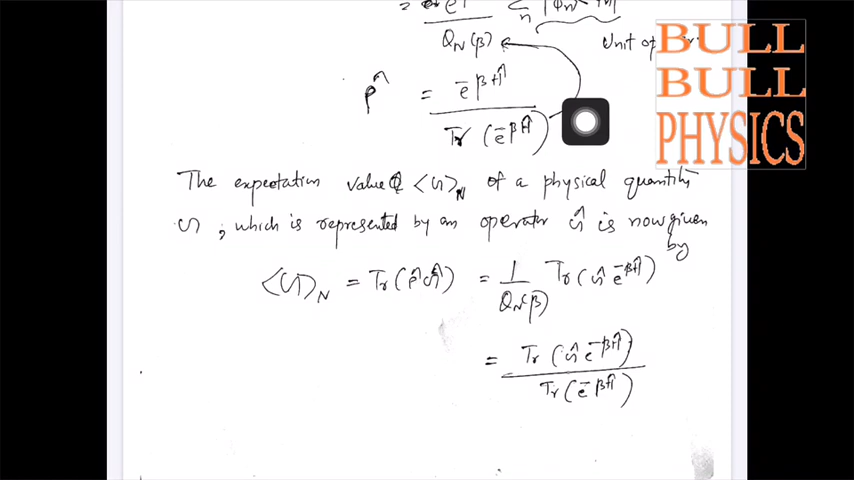 Q_N(β)
Unit op
BULL
BULL
PHYSICS
ρ̂ = e^{-βĤ} / Tr (e^{-βĤ})
The expectation value <G>_N of a physical quantity
G, which is represented by an operator Ĝ is now given
by
<G>_N = Tr(ρ̂Ĝ) = 1/Q_N(β) Tr(Ĝ e^{-βĤ})
= Tr (Ĝ e^{-βĤ}) / Tr (e^{-βĤ})